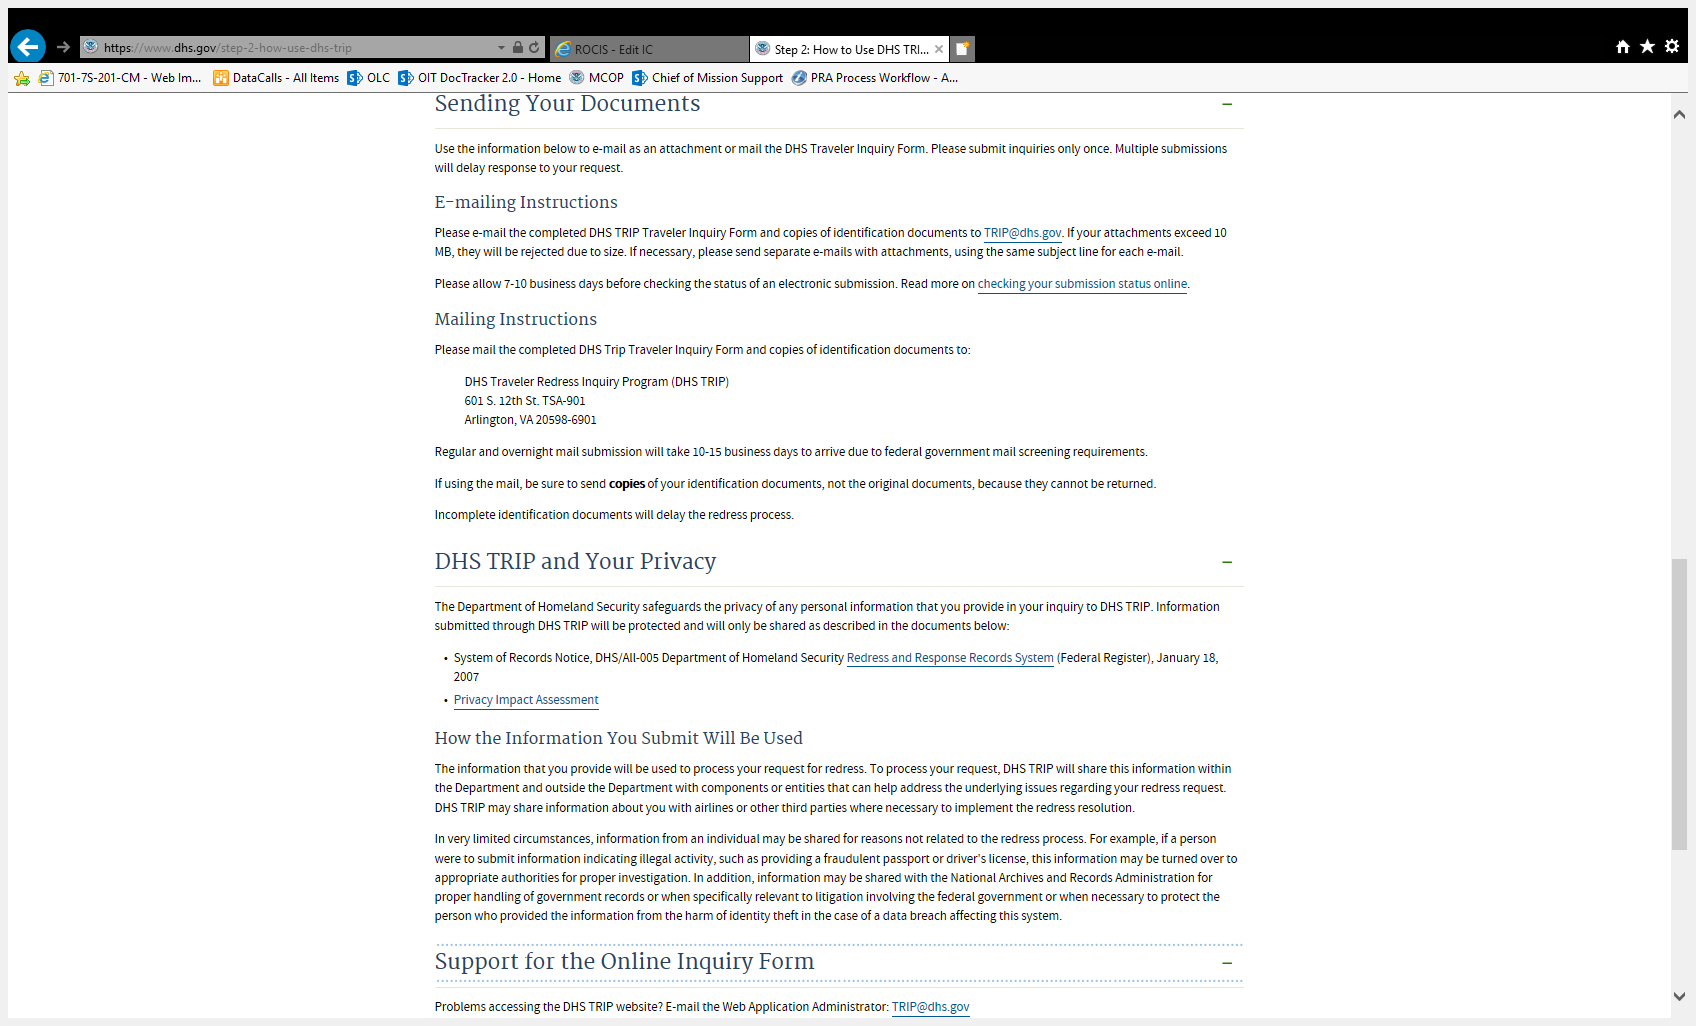 https://www.dhs.gov/step-2-how-use-dhs-trip
ROCIS - Edit IC
Step 2: How to Use DHS TRI...
701-7S-201-CM - Web Im...
DataCalls - All Items
OLC
OIT DocTracker 2.0 - Home
MCOP
Chief of Mission Support
PRA Process Workflow - A...
Sending Your Documents
Use the information below to e-mail as an attachment or mail the DHS Traveler Inquiry Form. Please submit inquiries only once. Multiple submissions
will delay response to your request.
E-mailing Instructions
Please e-mail the completed DHS TRIP Traveler Inquiry Form and copies of identification documents to TRIP@dhs.gov. If your attachments exceed 10
MB, they will be rejected due to size. If necessary, please send separate e-mails with attachments, using the same subject line for each e-mail.
Please allow 7-10 business days before checking the status of an electronic submission. Read more on checking your submission status online.
Mailing Instructions
Please mail the completed DHS Trip Traveler Inquiry Form and copies of identification documents to:
DHS Traveler Redress Inquiry Program (DHS TRIP)
601 S. 12th St. TSA-901
Arlington, VA 20598-6901
Regular and overnight mail submission will take 10-15 business days to arrive due to federal government mail screening requirements.
If using the mail, be sure to send copies of your identification documents, not the original documents, because they cannot be returned.
Incomplete identification documents will delay the redress process.
DHS TRIP and Your Privacy
The Department of Homeland Security safeguards the privacy of any personal information that you provide in your inquiry to DHS TRIP. Information
submitted through DHS TRIP will be protected and will only be shared as described in the documents below:
• System of Records Notice, DHS/All-005 Department of Homeland Security Redress and Response Records System (Federal Register), January 18,
2007
• Privacy Impact Assessment
How the Information You Submit Will Be Used
The information that you provide will be used to process your request for redress. To process your request, DHS TRIP will share this information within
the Department and outside the Department with components or entities that can help address the underlying issues regarding your redress request.
DHS TRIP may share information about you with airlines or other third parties where necessary to implement the redress resolution.
In very limited circumstances, information from an individual may be shared for reasons not related to the redress process. For example, if a person
were to submit information indicating illegal activity, such as providing a fraudulent passport or driver's license, this information may be turned over to
appropriate authorities for proper investigation. In addition, information may be shared with the National Archives and Records Administration for
proper handling of government records or when specifically relevant to litigation involving the federal government or when necessary to protect the
person who provided the information from the harm of identity theft in the case of a data breach affecting this system.
Support for the Online Inquiry Form
Problems accessing the DHS TRIP website? E-mail the Web Application Administrator: TRIP@dhs.gov